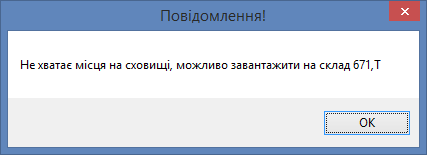 Повідомлення!
Не хватає місця на сховищі, можливо завантажити на склад 671,Т
OK